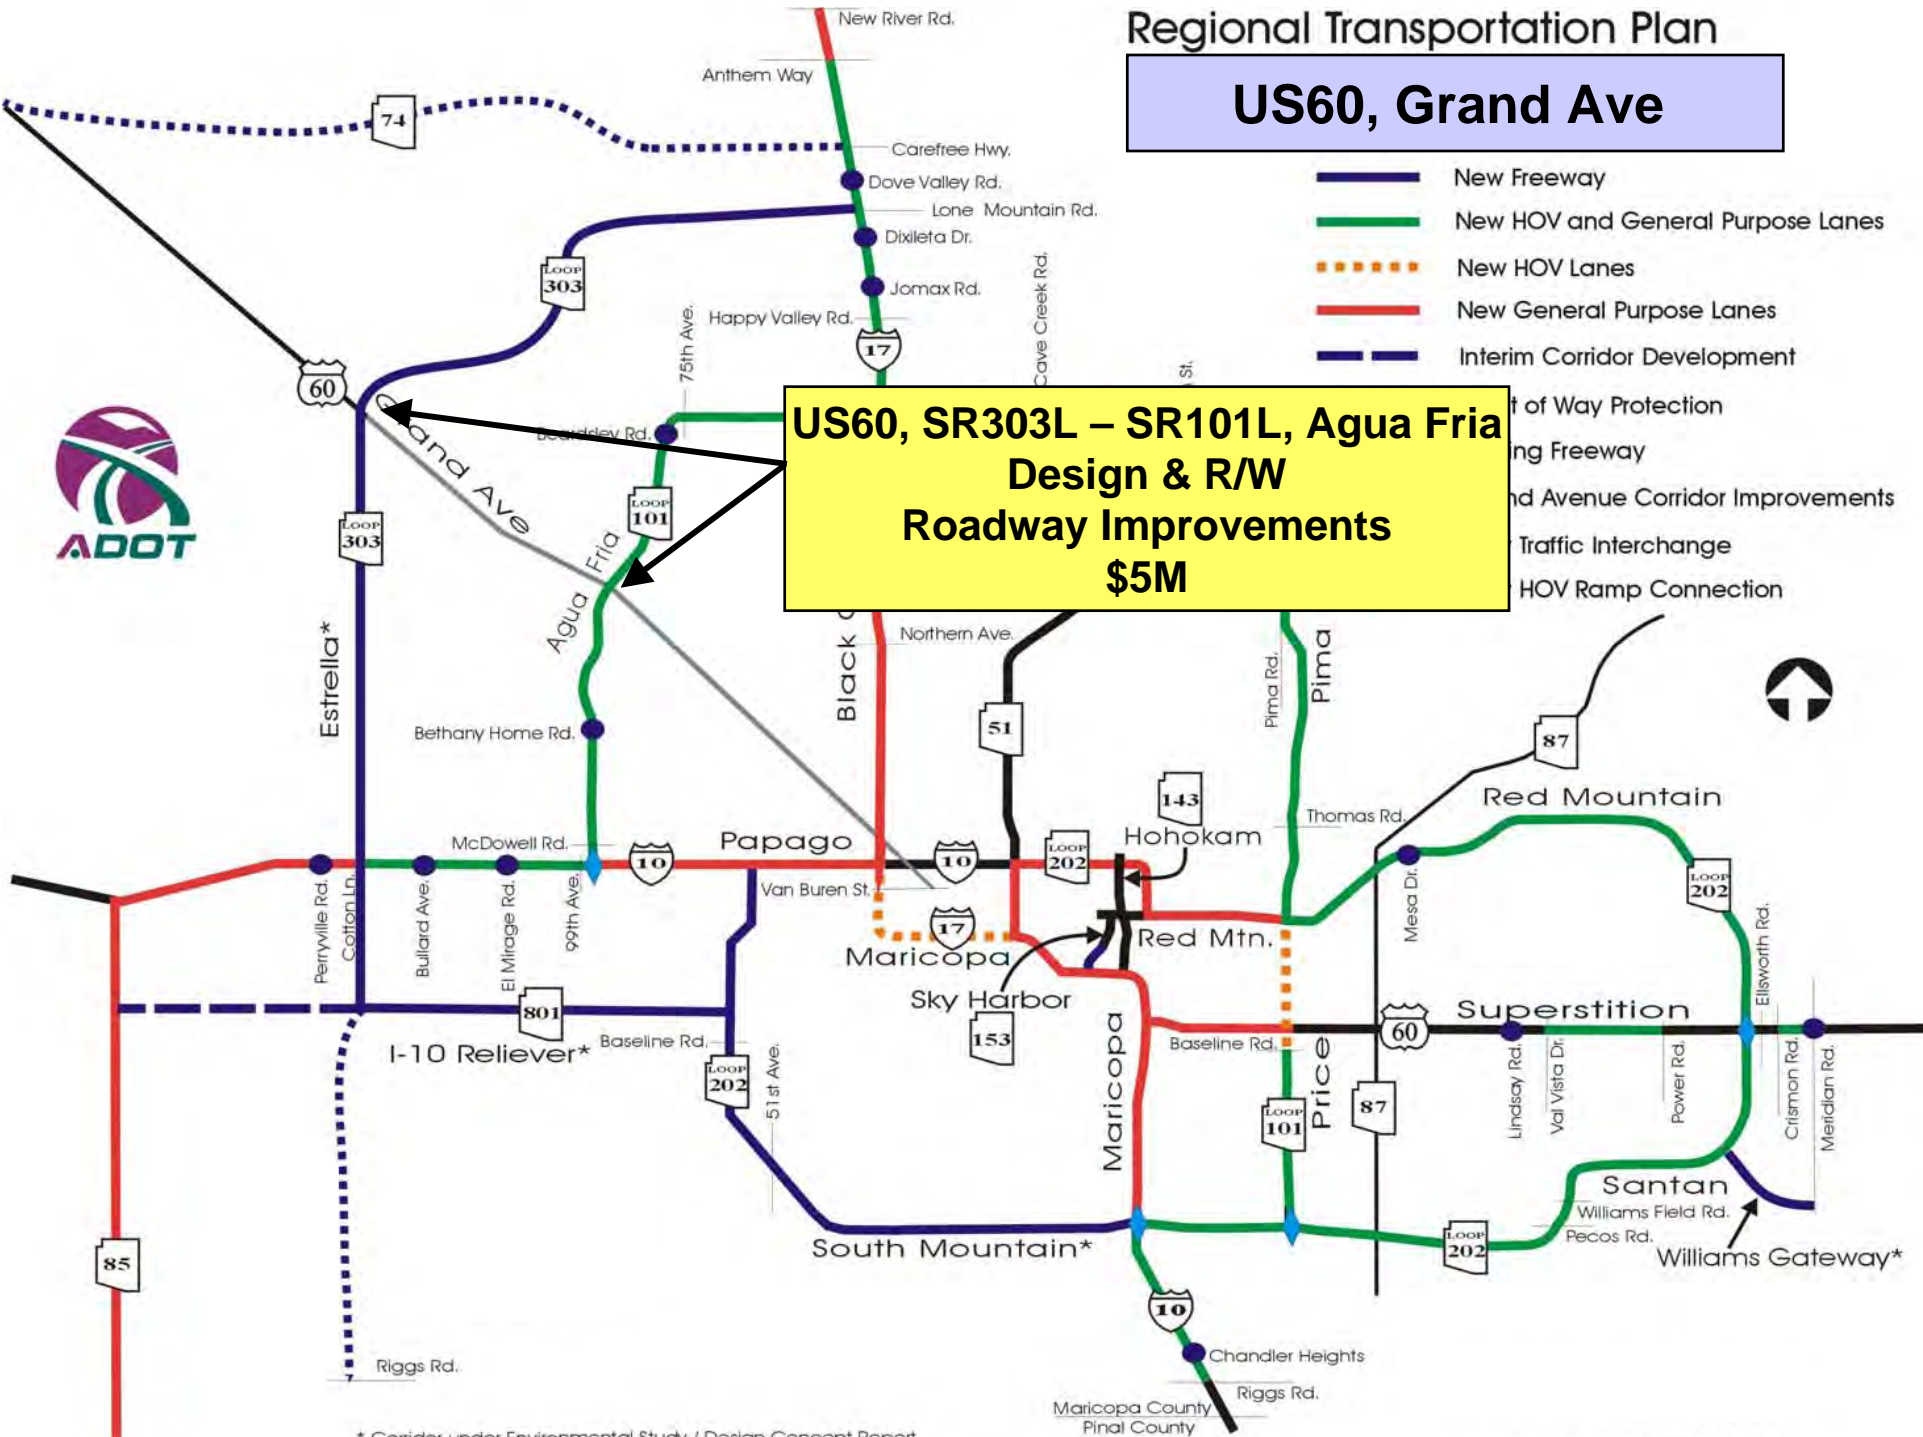 Regional Transportation Plan
US60, Grand Ave
New River Rd.
Anthem Way
74
Carefree Hwy.
Dove Valley Rd.
Lone Mountain Rd.
Dixileta Dr.
Jomax Rd.
Happy Valley Rd.
17
Cave Creek Rd.
St.
75th Ave.
LOOP
303
60
New Freeway
New HOV and General Purpose Lanes
New HOV Lanes
New General Purpose Lanes
Interim Corridor Development
t of Way Protection
ing Freeway
nd Avenue Corridor Improvements
Traffic Interchange
HOV Ramp Connection
US60, SR303L – SR101L, Agua Fria
Design & R/W
Roadway Improvements
$5M
Grand Ave
Beardsley Rd.
LOOP
101
LOOP
303
ADOT
Agua Fria
Estrella*
Black
Northern Ave.
51
Pima Rd.
Pima
87
Bethany Home Rd.
143
Hohokam
Thomas Rd.
Red Mountain
McDowell Rd.
10
Papago
10
LOOP
202
Van Buren St.
17
Maricopa
Red Mtn.
Mesa Dr.
LOOP
202
Ellsworth Rd.
Perryville Rd.
Cotton Ln.
Bullard Ave.
El Mirage Rd.
99th Ave.
Sky Harbor
153
801
I-10 Reliever*
Baseline Rd.
LOOP
202
51st Ave.
Maricopa
Baseline Rd.
Price
60
Superstition
Lindsay Rd.
Val Vista Dr.
Power Rd.
Crismon Rd.
Meridian Rd.
LOOP
101
87
Santan
Williams Field Rd.
Pecos Rd.
LOOP
202
Williams Gateway*
South Mountain*
85
10
Riggs Rd.
Chandler Heights
Riggs Rd.
Maricopa County
Pinal County
* Corridor under Environmental Study / Design Concept Report